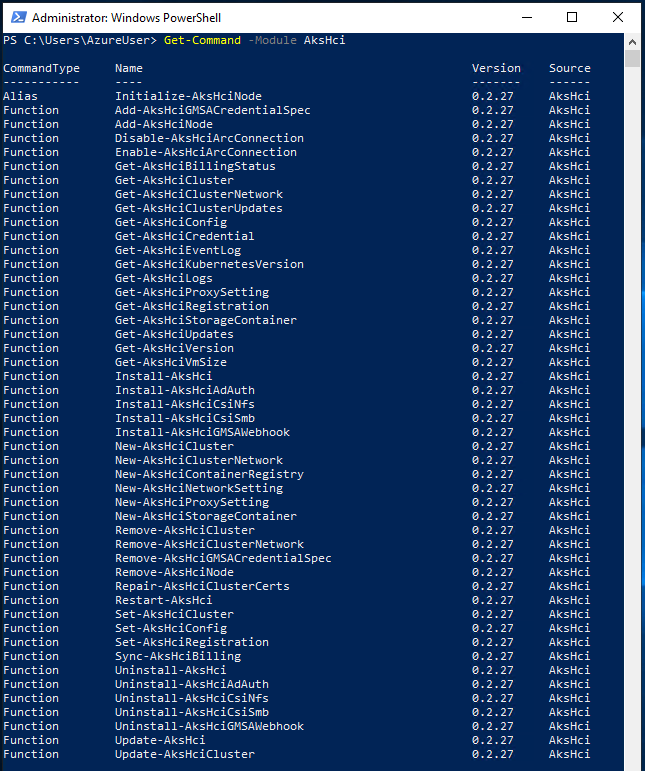 Administrator: Windows PowerShell
PS C:\Users\AzureUser> Get-Command -Module AksHci
CommandType Name Version Source
----------- ---- ------- ------
Alias Initialize-AksHciNode 0.2.27 AksHci
Function Add-AksHciGMSACredentialSpec 0.2.27 AksHci
Function Add-AksHciNode 0.2.27 AksHci
Function Disable-AksHciArcConnection 0.2.27 AksHci
Function Enable-AksHciArcConnection 0.2.27 AksHci
Function Get-AksHciBillingStatus 0.2.27 AksHci
Function Get-AksHciCluster 0.2.27 AksHci
Function Get-AksHciClusterNetwork 0.2.27 AksHci
Function Get-AksHciClusterUpdates 0.2.27 AksHci
Function Get-AksHciConfig 0.2.27 AksHci
Function Get-AksHciCredential 0.2.27 AksHci
Function Get-AksHciEventLog 0.2.27 AksHci
Function Get-AksHciKubernetesVersion 0.2.27 AksHci
Function Get-AksHciLogs 0.2.27 AksHci
Function Get-AksHciProxySetting 0.2.27 AksHci
Function Get-AksHciRegistration 0.2.27 AksHci
Function Get-AksHciStorageContainer 0.2.27 AksHci
Function Get-AksHciUpdates 0.2.27 AksHci
Function Get-AksHciVersion 0.2.27 AksHci
Function Get-AksHciVmSize 0.2.27 AksHci
Function Install-AksHci 0.2.27 AksHci
Function Install-AksHciAdAuth 0.2.27 AksHci
Function Install-AksHciCsiNfs 0.2.27 AksHci
Function Install-AksHciCsiSmb 0.2.27 AksHci
Function Install-AksHciGMSAWebhook 0.2.27 AksHci
Function New-AksHciCluster 0.2.27 AksHci
Function New-AksHciClusterNetwork 0.2.27 AksHci
Function New-AksHciContainerRegistry 0.2.27 AksHci
Function New-AksHciNetworkSetting 0.2.27 AksHci
Function New-AksHciProxySetting 0.2.27 AksHci
Function New-AksHciStorageContainer 0.2.27 AksHci
Function Remove-AksHciCluster 0.2.27 AksHci
Function Remove-AksHciClusterNetwork 0.2.27 AksHci
Function Remove-AksHciGMSACredentialSpec 0.2.27 AksHci
Function Remove-AksHciNode 0.2.27 AksHci
Function Repair-AksHciClusterCerts 0.2.27 AksHci
Function Restart-AksHci 0.2.27 AksHci
Function Set-AksHciCluster 0.2.27 AksHci
Function Set-AksHciConfig 0.2.27 AksHci
Function Set-AksHciRegistration 0.2.27 AksHci
Function Sync-AksHciBilling 0.2.27 AksHci
Function Uninstall-AksHci 0.2.27 AksHci
Function Uninstall-AksHciAdAuth 0.2.27 AksHci
Function Uninstall-AksHciCsiNfs 0.2.27 AksHci
Function Uninstall-AksHciCsiSmb 0.2.27 AksHci
Function Uninstall-AksHciGMSAWebhook 0.2.27 AksHci
Function Update-AksHci 0.2.27 AksHci
Function Update-AksHciCluster 0.2.27 AksHci